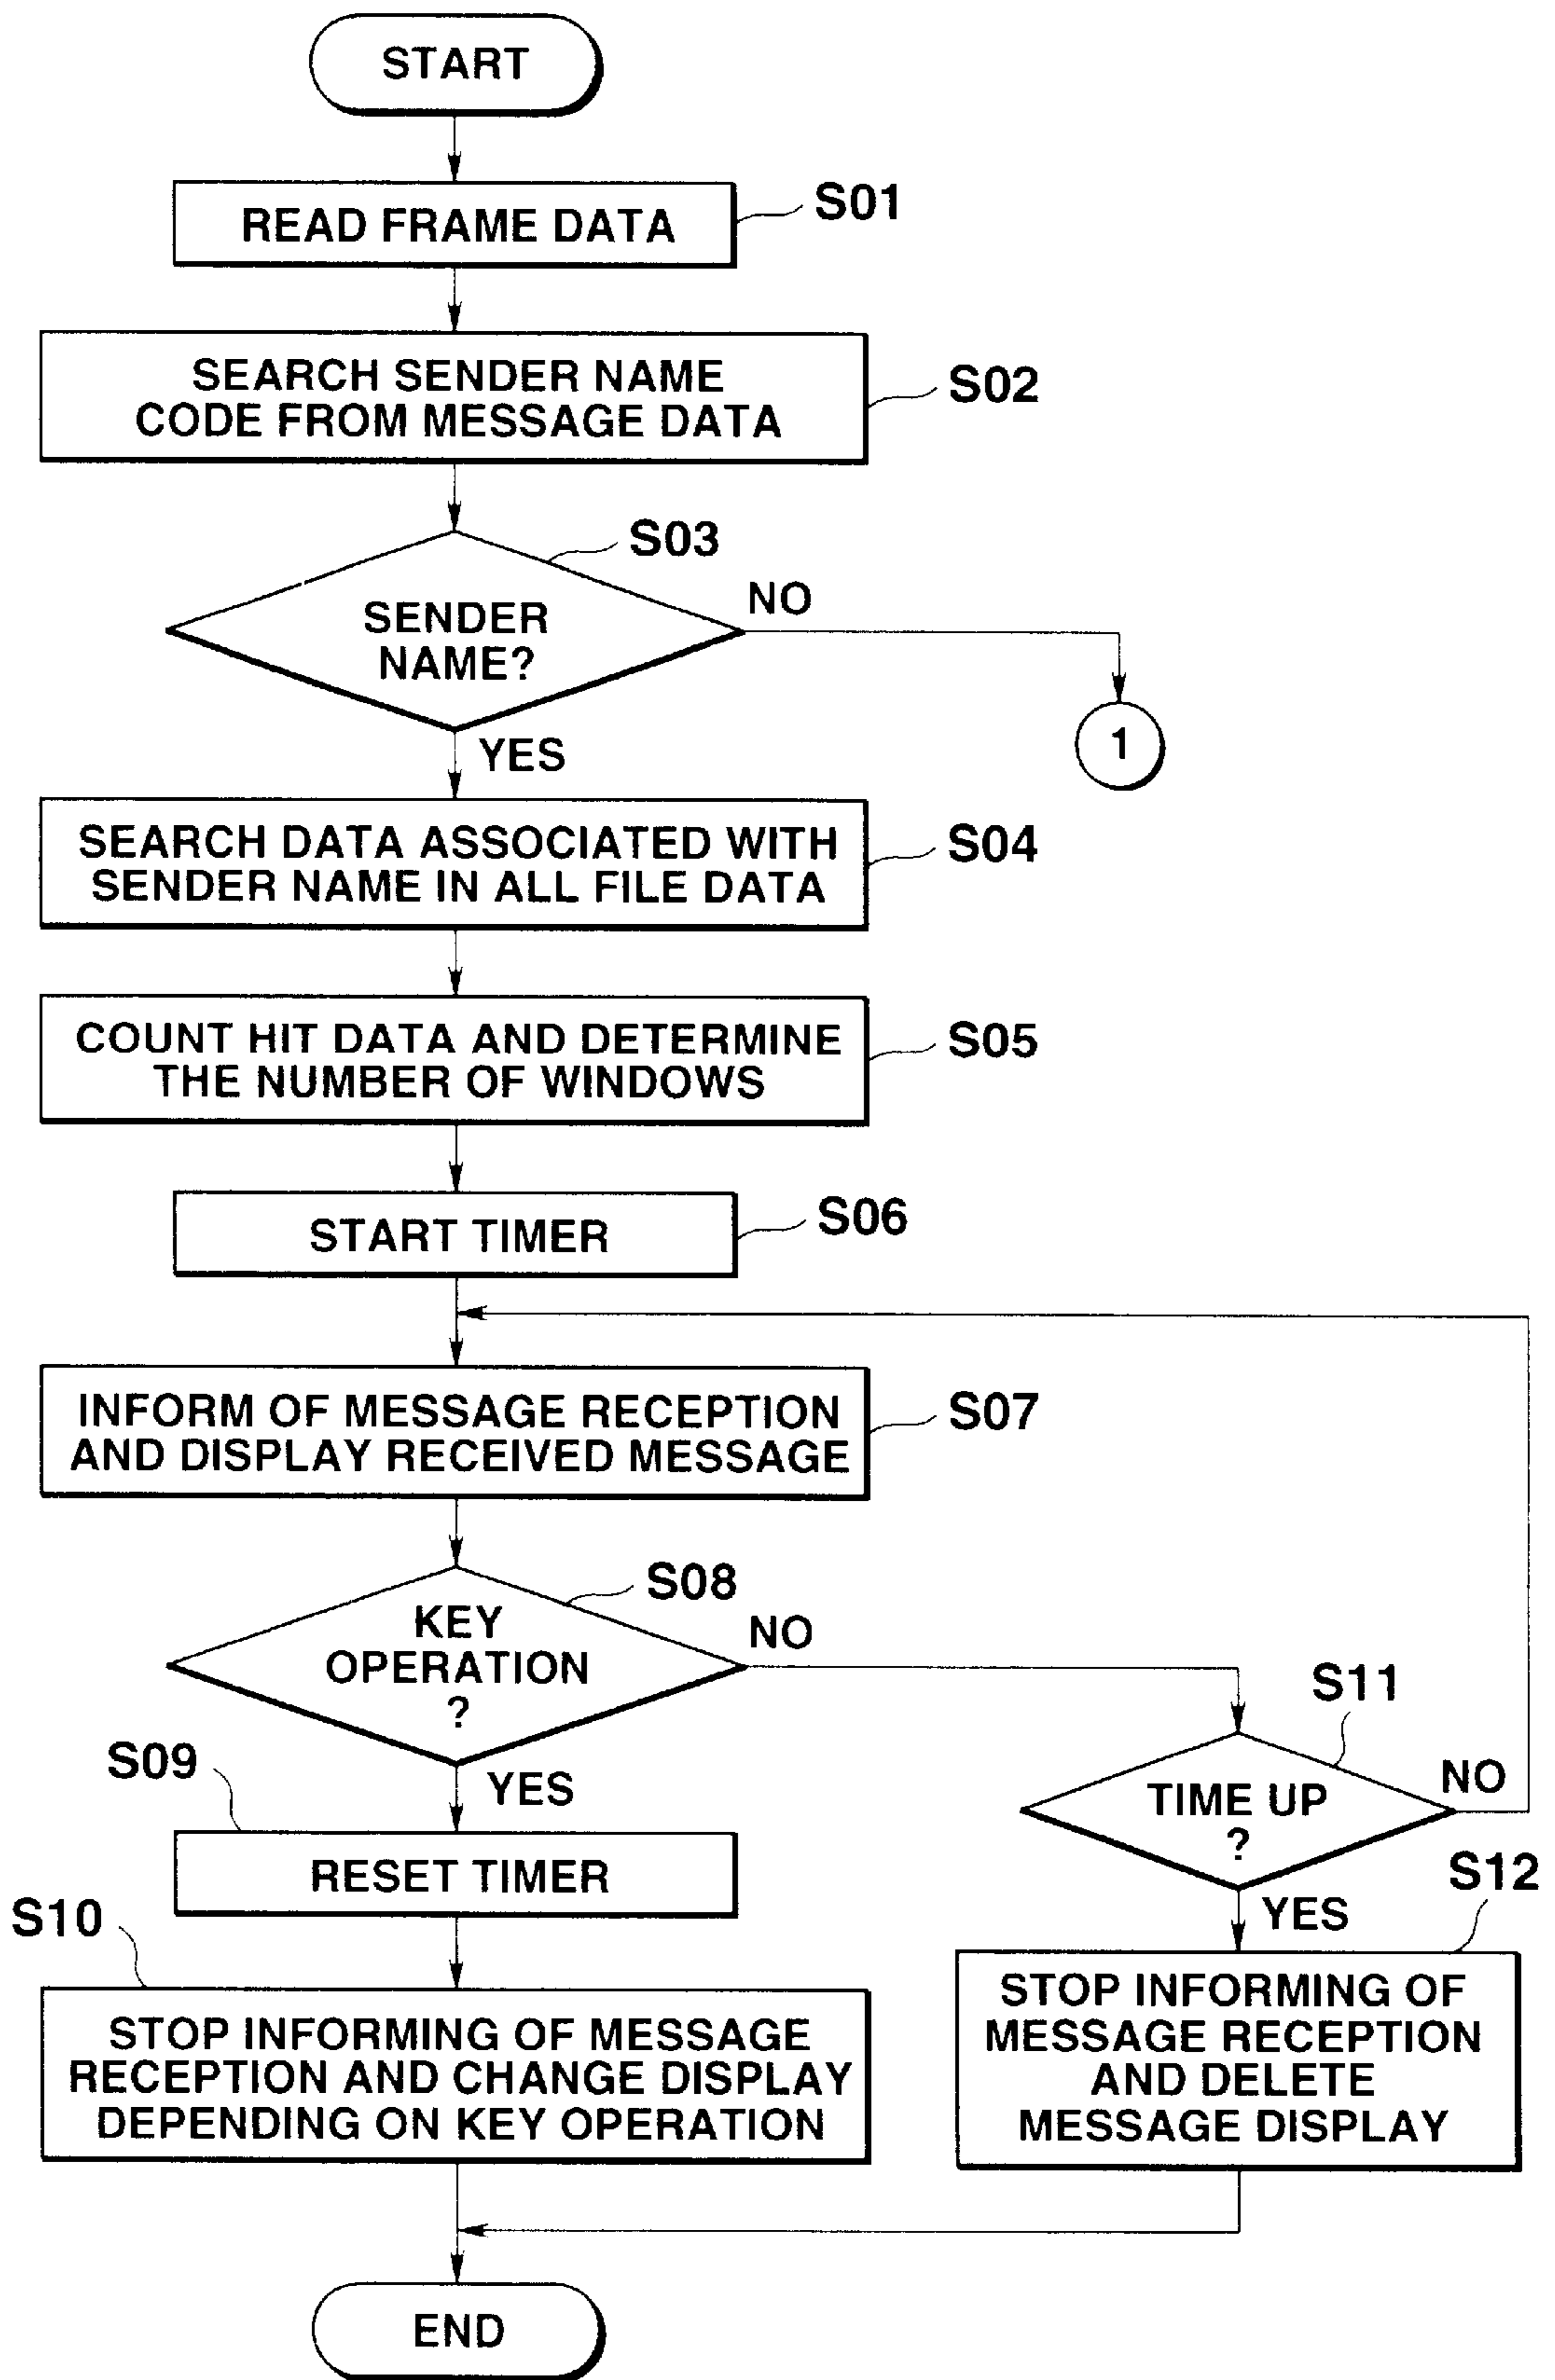 START
READ FRAME DATA
S01
SEARCH SENDER NAME
CODE FROM MESSAGE DATA
S02
S03
SENDER
NAME?
NO
1
YES
SEARCH DATA ASSOCIATED WITH
SENDER NAME IN ALL FILE DATA
S04
COUNT HIT DATA AND DETERMINE
THE NUMBER OF WINDOWS
S05
START TIMER
S06
INFORM OF MESSAGE RECEPTION
AND DISPLAY RECEIVED MESSAGE
S07
S08
KEY
OPERATION
?
NO
S11
TIME UP
?
NO
YES
S09
RESET TIMER
YES
S12
S10
STOP INFORMING OF MESSAGE
RECEPTION AND CHANGE DISPLAY
DEPENDING ON KEY OPERATION
STOP INFORMING OF
MESSAGE RECEPTION
AND DELETE
MESSAGE DISPLAY
END